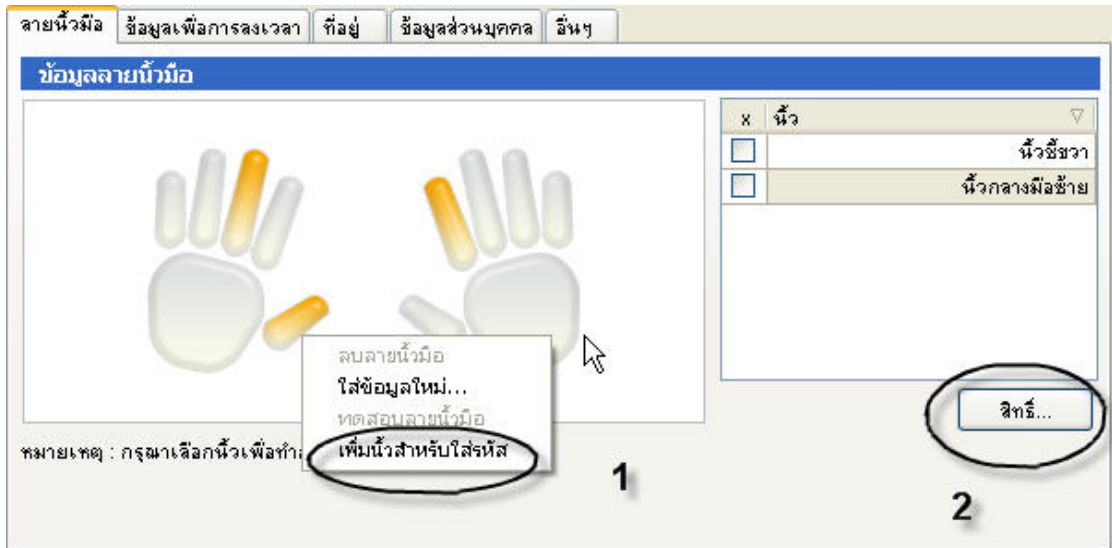 ลายนิ้วมือ ข้อมูลเพื่อการลงเวลา ที่อยู่ ข้อมูลส่วนบุคคล อื่นๆ
ข้อมูลลายนิ้วมือ
x นิ้ว
นิ้วชี้ขวา
นิ้วกลางมือซ้าย
ลบลายนิ้วมือ
ใส่ข้อมูลใหม่...
ทดสอบลายนิ้วมือ
เพิ่มนิ้วสำหรับใส่รหัส
สิทธิ์...
หมายเหตุ : กรุณาเลือกนิ้วเพื่อทำ
1
2